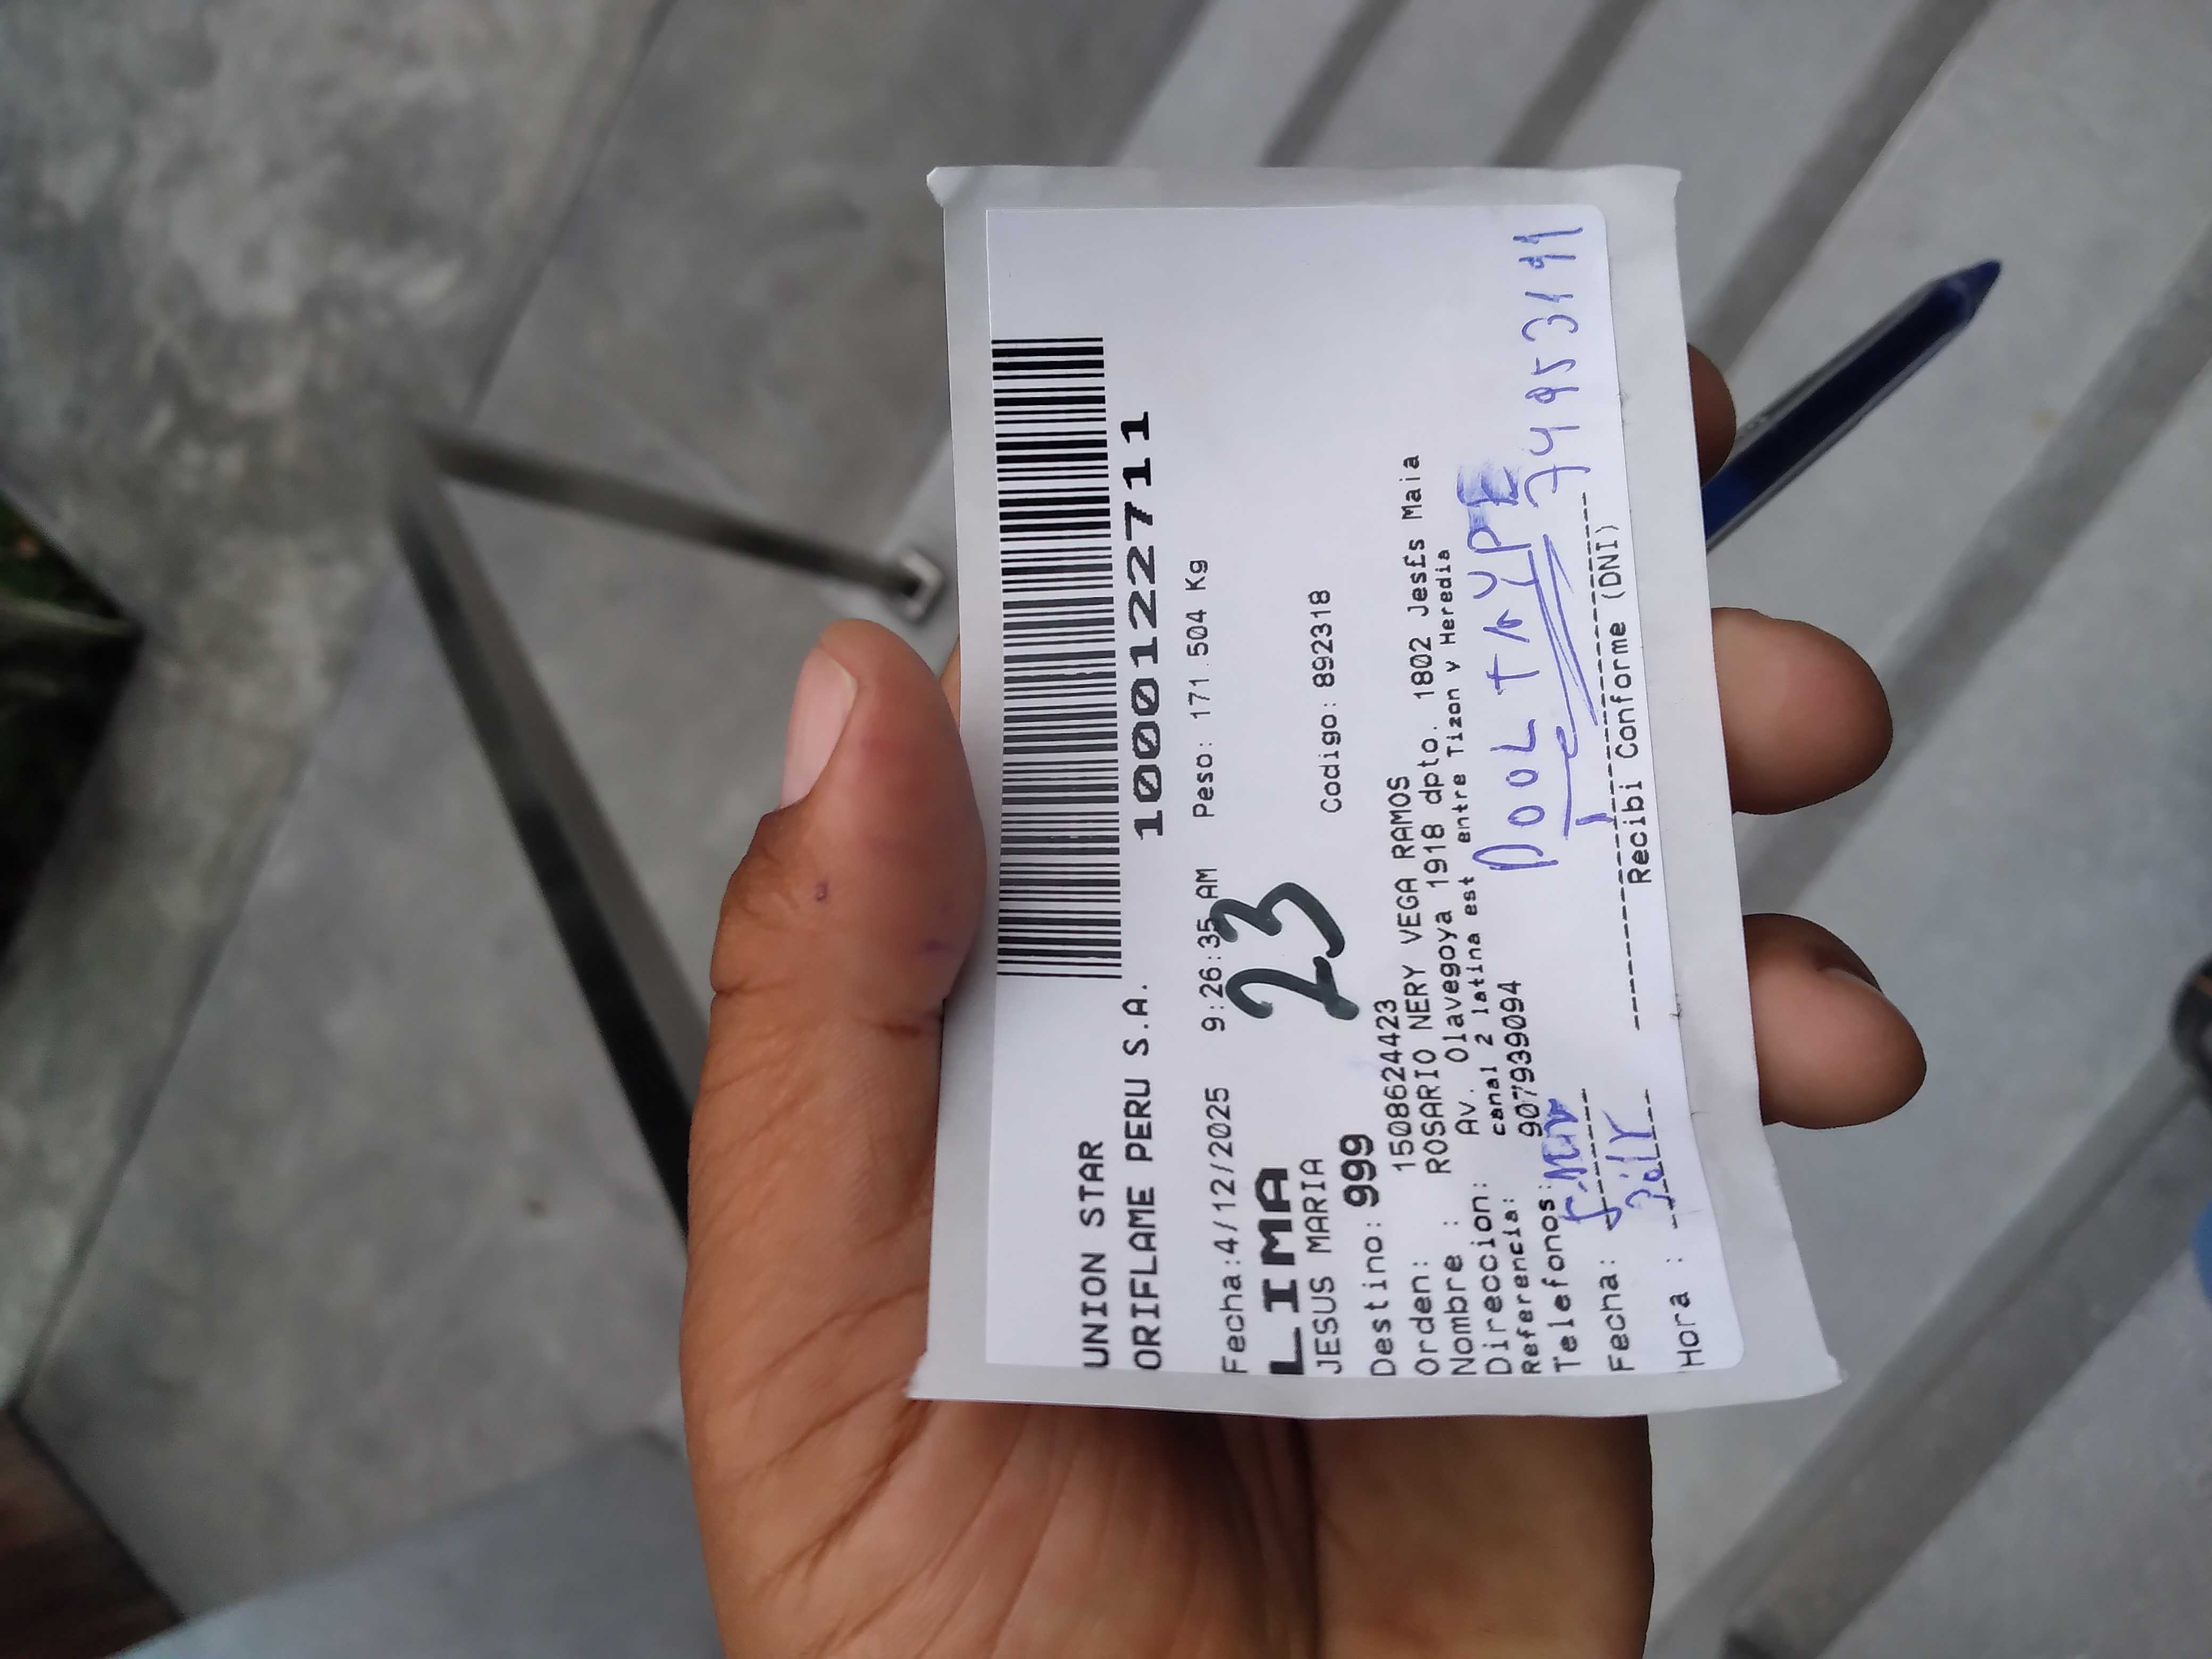 UNION STAR
ORIFLAME PERU S.A.
1000122711
Fecha:4/12/2025 9:26:35 AM Peso: 171.504 Kg
LIMA
23
JESUS MARIA
Codigo: 892318
Destino: 999
Orden: 1508624423
Nombre : ROSARIO NERY VEGA RAMOS
Direccion: Av. Olavegoya 1918 dpto. 1802 Jes£s Maia
Referencia: canal 2 latina est entre Tizon y Heredia
Telefonos: 907939094
TAYPE
Fecha:
Hora :
Recibi Conforme (DNI)